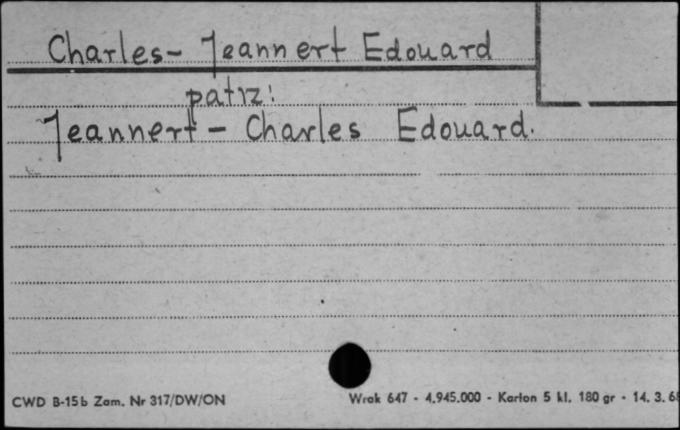 Charles- Jeannert Edouard
patrz:
Jeannert - Charles Edouard.
CWD B-15b Zam. Nr 317/DW/ON
Wrak 647 - 4.945.000 - Karton 5 kl. 180 gr - 14. 3. 68